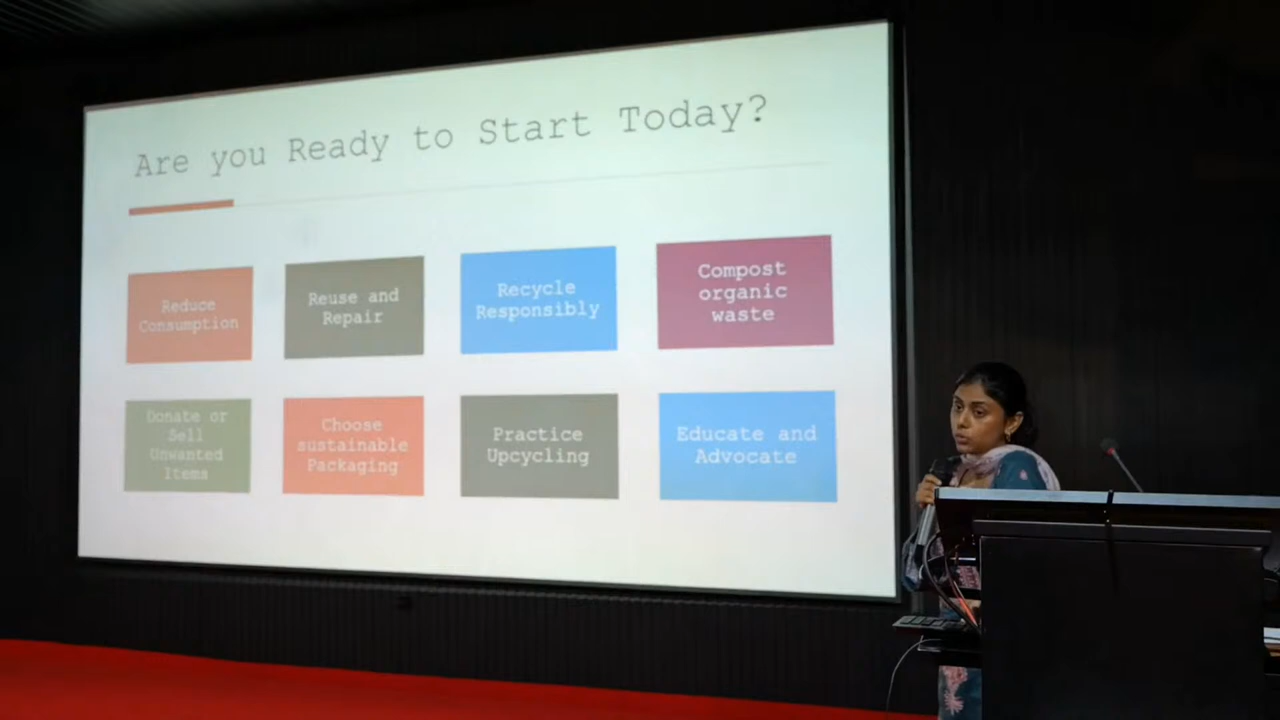 Are you Ready to Start Today?
Reduce
Consumption
Reuse and
Repair
Recycle
Responsibly
Compost
organic
waste
Donate or
Sell
Unwanted
Items
Choose
sustainable
Packaging
Practice
Upcycling
Educate and
Advocate